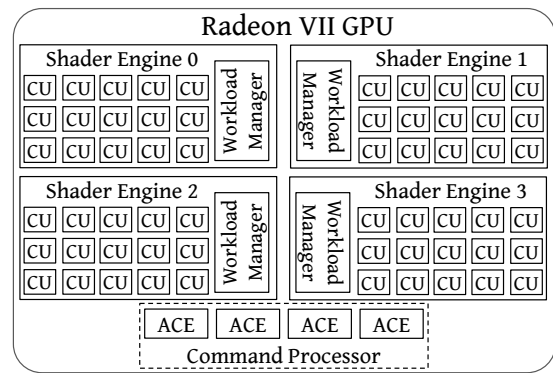 Radeon VII GPU
Shader Engine 0
CU CU CU CU CU
CU CU CU CU CU
CU CU CU CU CU
Workload
Manager
Shader Engine 1
Workload
Manager
CU CU CU CU CU
CU CU CU CU CU
CU CU CU CU CU
Shader Engine 2
CU CU CU CU CU
CU CU CU CU CU
CU CU CU CU CU
Workload
Manager
Shader Engine 3
Workload
Manager
CU CU CU CU CU
CU CU CU CU CU
CU CU CU CU CU
ACE ACE ACE ACE
Command Processor